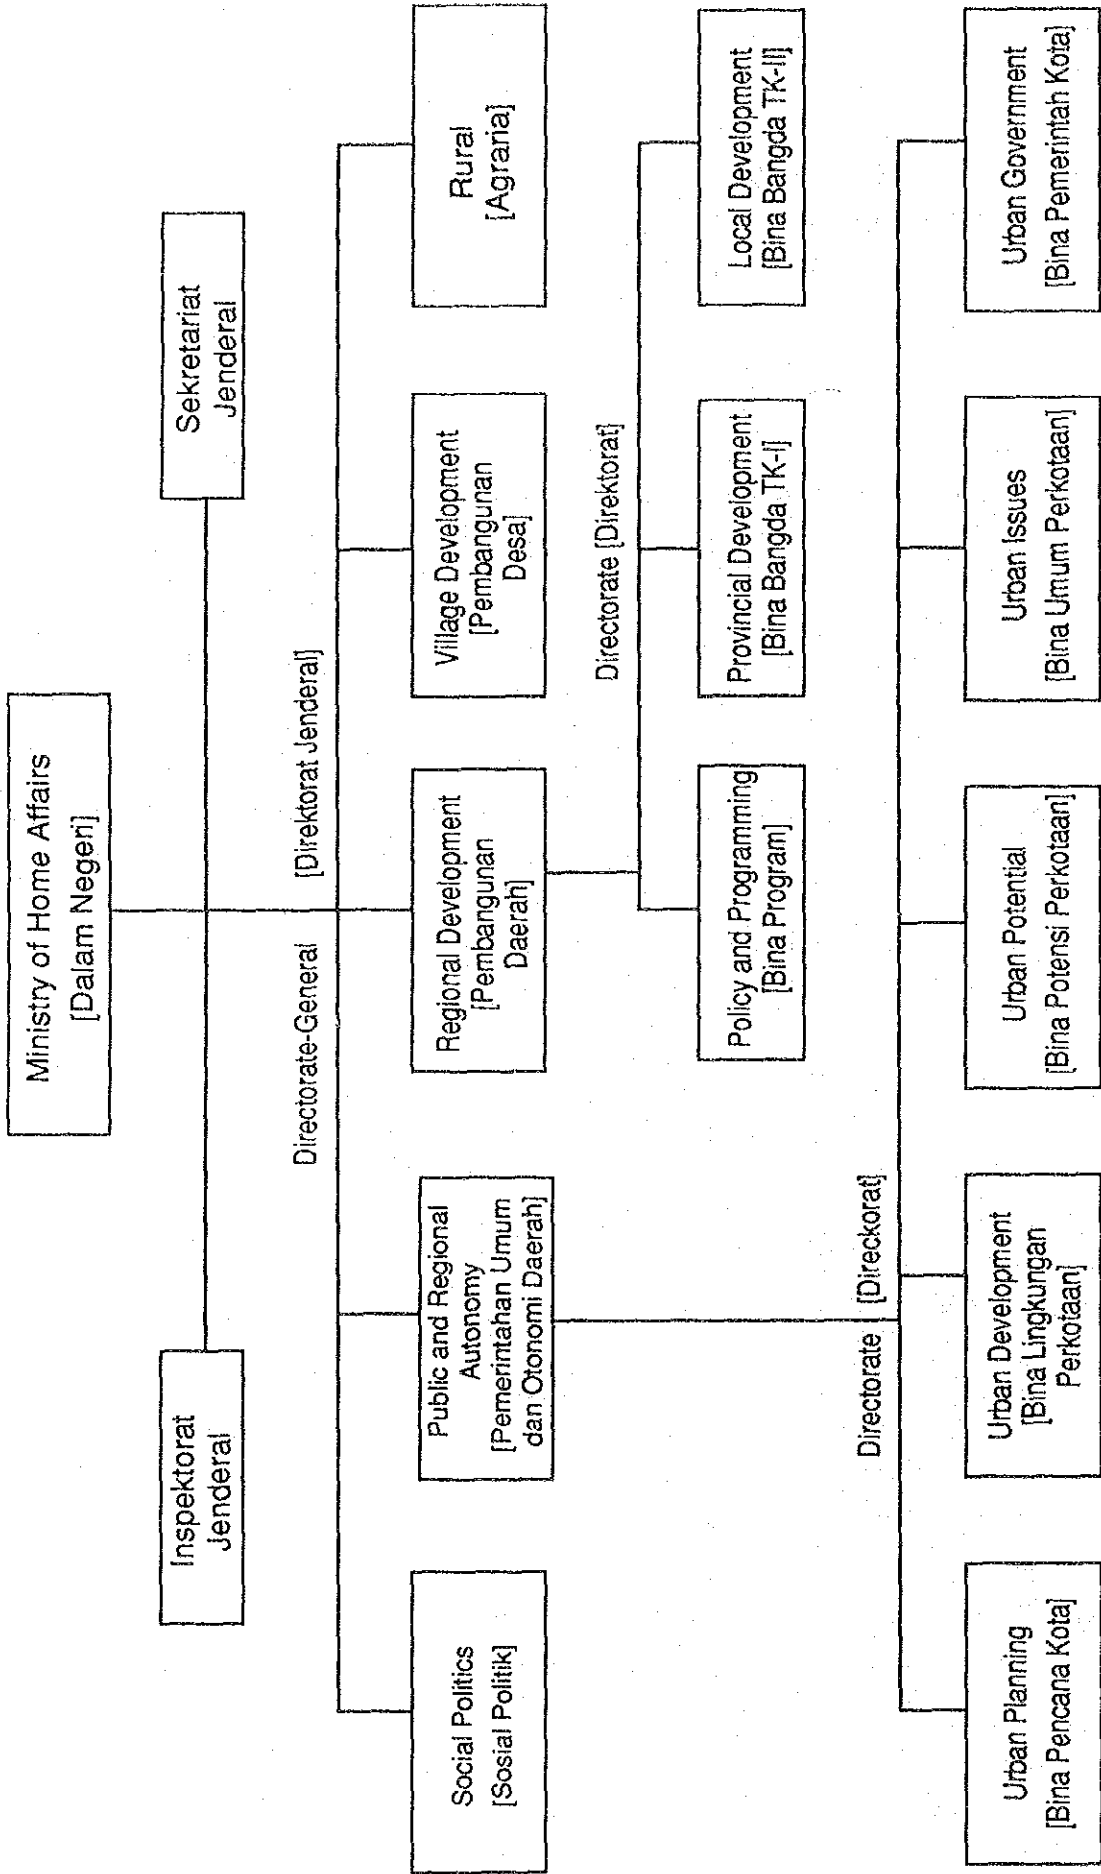 Ministry of Home Affairs
[Dalam Negeri]
Inspektorat
Jenderal
Sekretariat
Jenderal
Directorate-General
[Direktorat Jenderal]
Social Politics
[Sosial Politik]
Public and Regional
Autonomy
[Pemerintahan Umum
dan Otonomi Daerah]
Regional Development
[Pembangunan
Daerah]
Village Development
[Pembangunan
Desa]
Rural
[Agraria]
Directorate [Direktorat]
Policy and Programming
[Bina Program]
Provincial Development
[Bina Bangda TK-I]
Local Development
[Bina Bangda TK-II]
Directorate [Direckorat]
Urban Planning
[Bina Pencana Kota]
Urban Development
[Bina Lingkungan
Perkotaan]
Urban Potential
[Bina Potensi Perkotaan]
Urban Issues
[Bina Umum Perkotaan]
Urban Government
[Bina Pemerintah Kota]